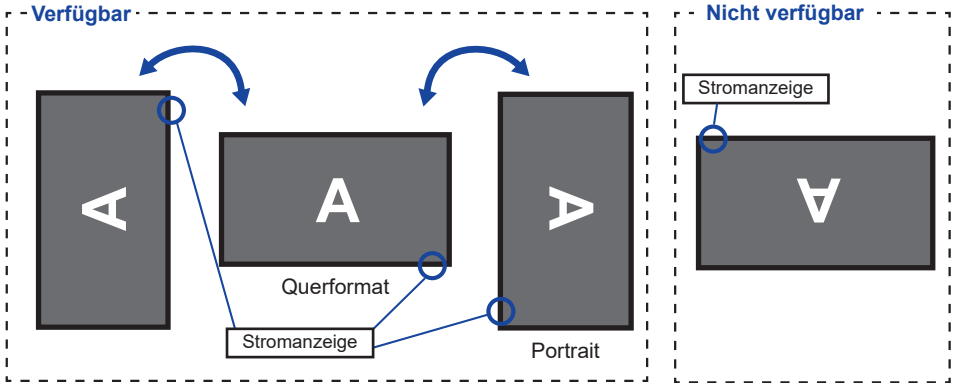 Verfügbar
Nicht verfügbar
Stromanzeige
A
A
A
A
Querformat
Stromanzeige
Portrait